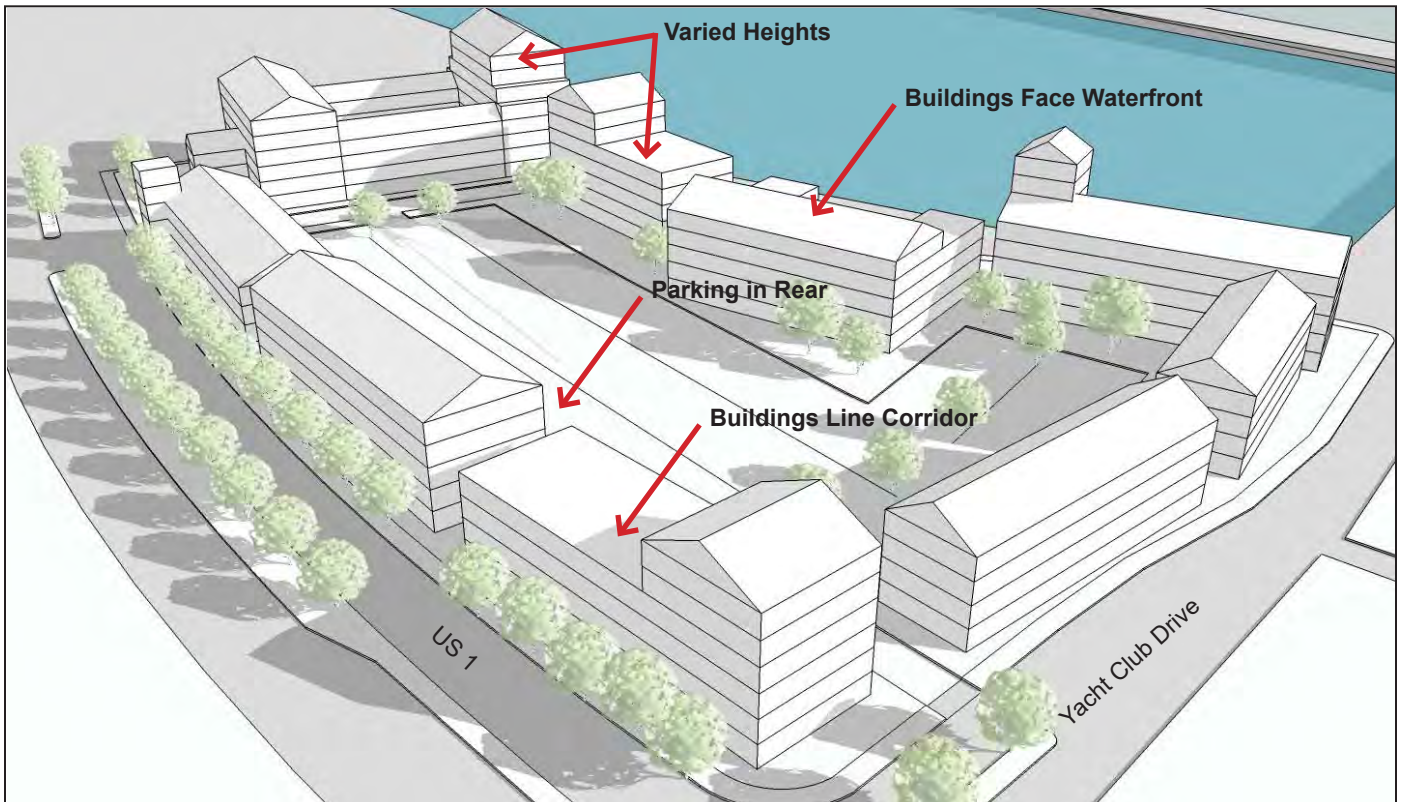 Varied Heights
Buildings Face Waterfront
Parking in Rear
Buildings Line Corridor
US 1
Yacht Club Drive